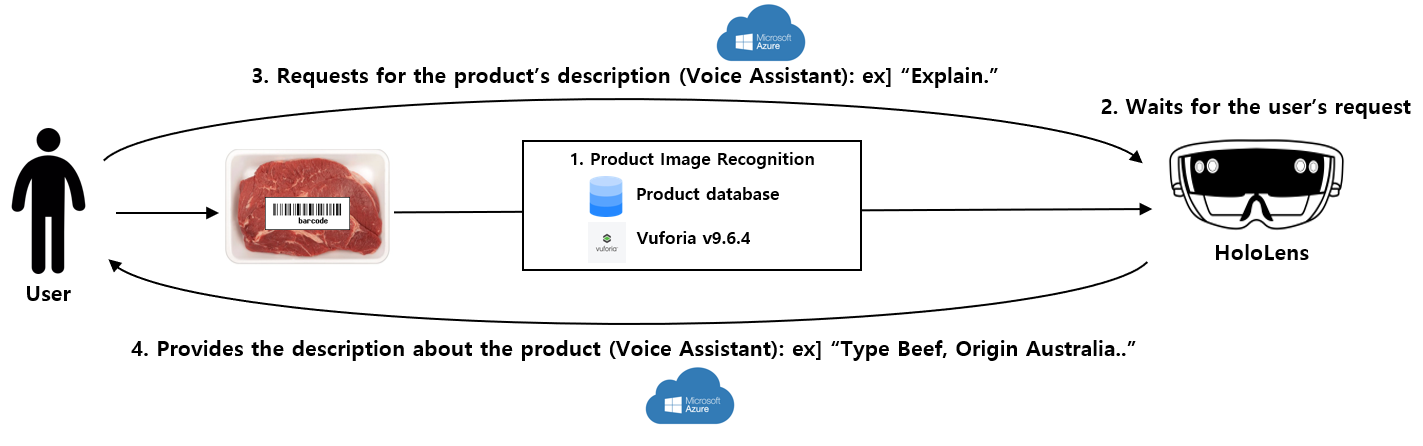 Microsoft
Azure
3. Requests for the product’s description (Voice Assistant): ex] “Explain.”
2. Waits for the user’s request
1. Product Image Recognition
Product database
barcode
vuforia
Vuforia v9.6.4
HoloLens
User
4. Provides the description about the product (Voice Assistant): ex] “Type Beef, Origin Australia..”
Microsoft
Azure